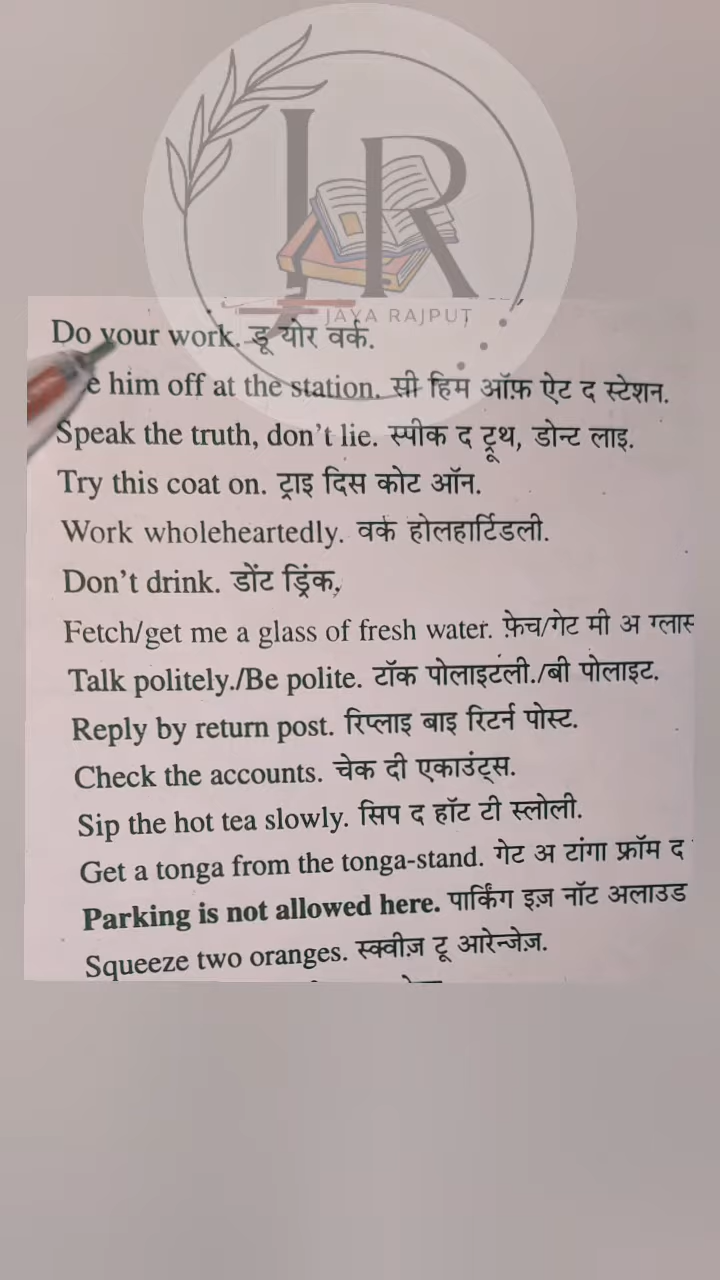 JR
JAYA RAJPUT
Do your work. डू योर वर्क.
e him off at the station. सी हिम ऑफ़ ऐट द स्टेशन.
Speak the truth, don't lie. स्पीक द ट्रूथ, डोन्ट लाइ.
Try this coat on. ट्राइ दिस कोट ऑन.
Work wholeheartedly. वर्क होलहार्टिडली.
Don't drink. डोंट ड्रिंक,
Fetch/get me a glass of fresh water. फ़ेच/गेट मी अ ग्लास
Talk politely./Be polite. टॉक पोलाइटली./बी पोलाइट.
Reply by return post. रिप्लाइ बाइ रिटर्न पोस्ट.
Check the accounts. चेक दी एकाउंट्स.
Sip the hot tea slowly. सिप द हॉट टी स्लोली.
Get a tonga from the tonga-stand. गेट अ टांगा फ्रॉम द
Parking is not allowed here. पार्किंग इज़ नॉट अलाउड
Squeeze two oranges. स्क्वीज़ टू आरेन्जेज़.